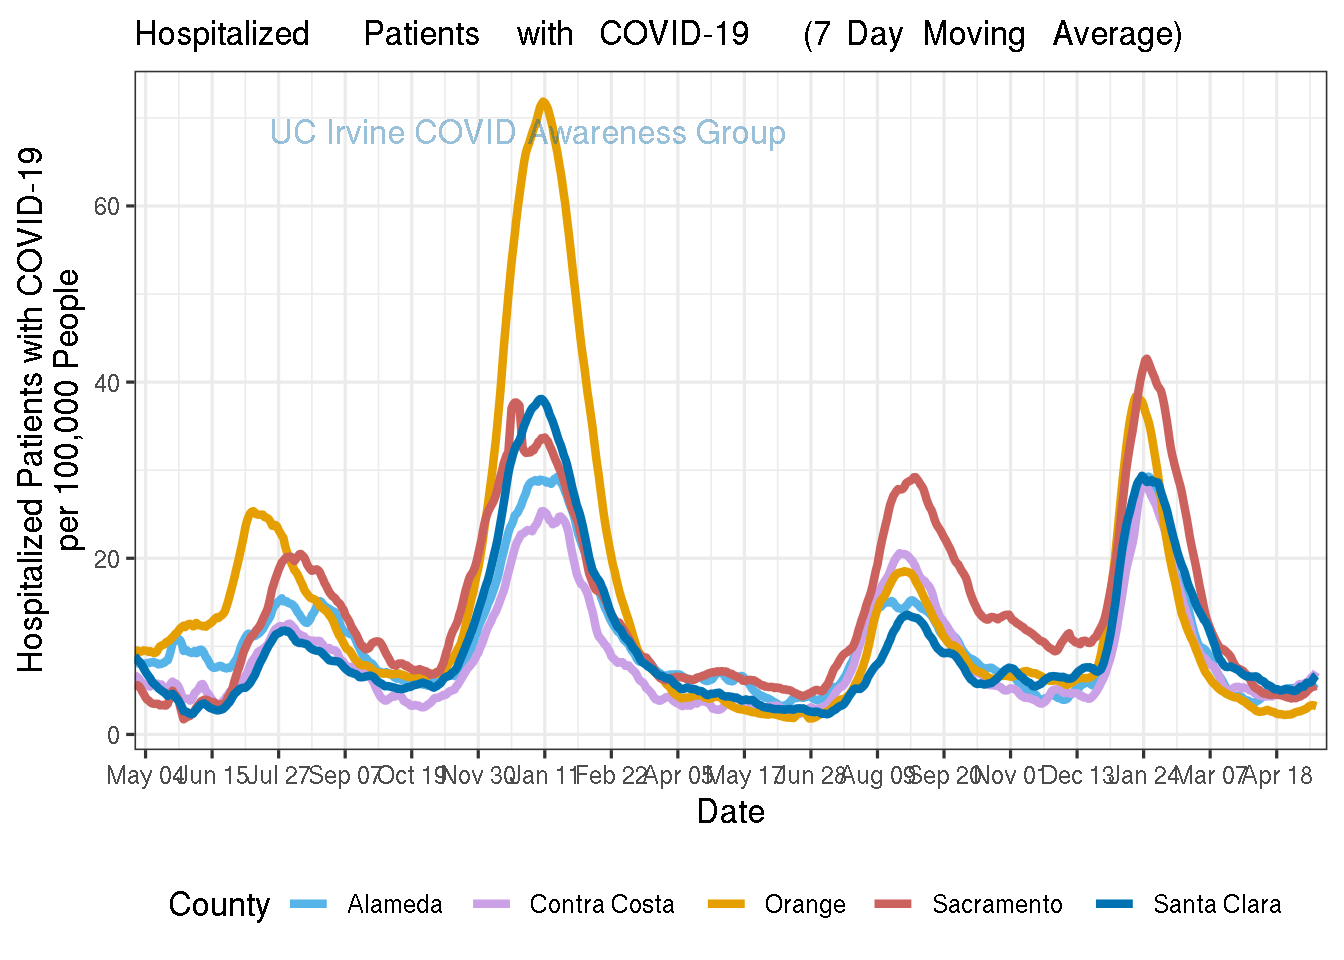 Hospitalized Patients with COVID-19 (7 Day Moving Average)
UC Irvine COVID Awareness Group
Hospitalized Patients with COVID-19
per 100,000 People
60
40
20
0
May 04 Jun 15 Jul 27 Sep 07 Oct 19 Nov 30 Jan 11 Feb 22 Apr 05 May 17 Jun 28 Aug 09 Sep 20 Nov 01 Dec 13 Jan 24 Mar 07 Apr 18
Date
County Alameda Contra Costa Orange Sacramento Santa Clara